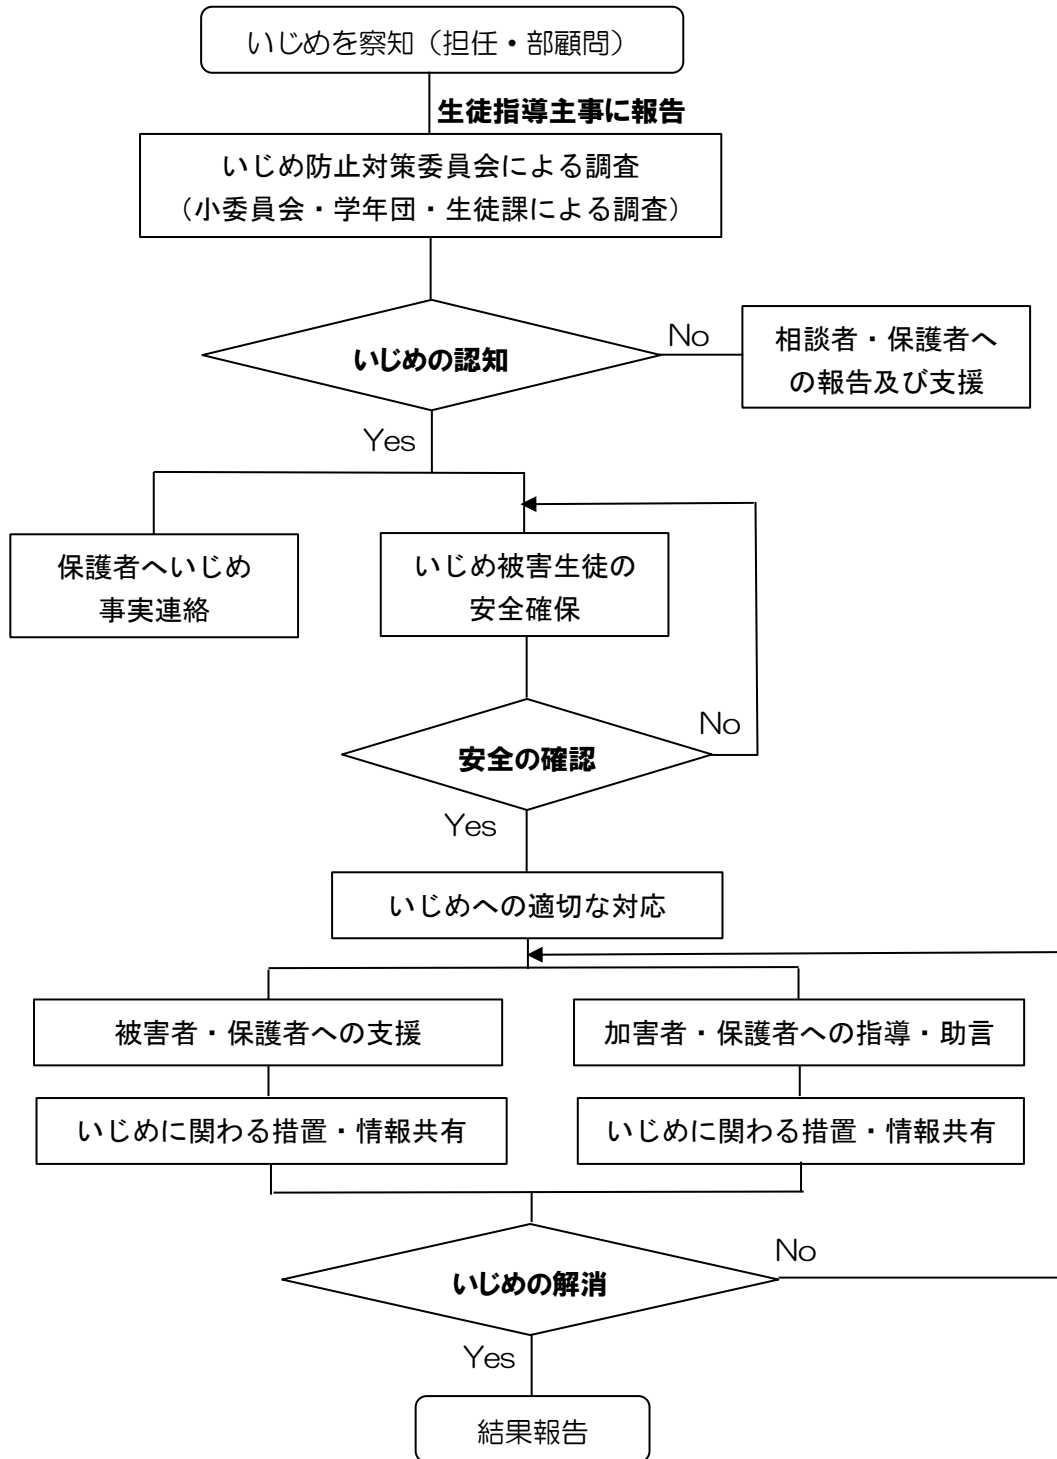 いじめを察知（担任・部顧問）
生徒指導主事に報告
いじめ防止対策委員会による調査
（小委員会・学年団・生徒課による調査）
いじめの認知
No
相談者・保護者へ
の報告及び支援
Yes
保護者へいじめ
事実連絡
いじめ被害生徒の
安全確保
安全の確認
No
Yes
いじめへの適切な対応
被害者・保護者への支援
加害者・保護者への指導・助言
いじめに関わる措置・情報共有
いじめに関わる措置・情報共有
いじめの解消
No
Yes
結果報告